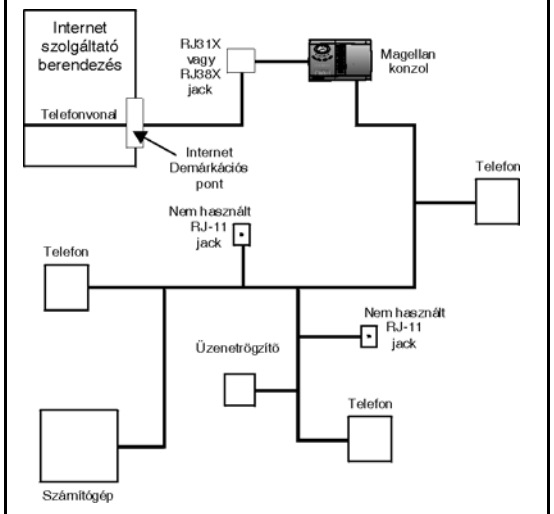 Internet
szolgáltató
berendezés
RJ31X
vagy
RJ38X
jack
Magellan
konzol
Telefonvonal
Internet
Demárkációs
pont
Telefon
Nem használt
RJ-11
jack
Telefon
Nem használt
RJ-11
jack
Üzenetrögzítö
Telefon
Számítógép